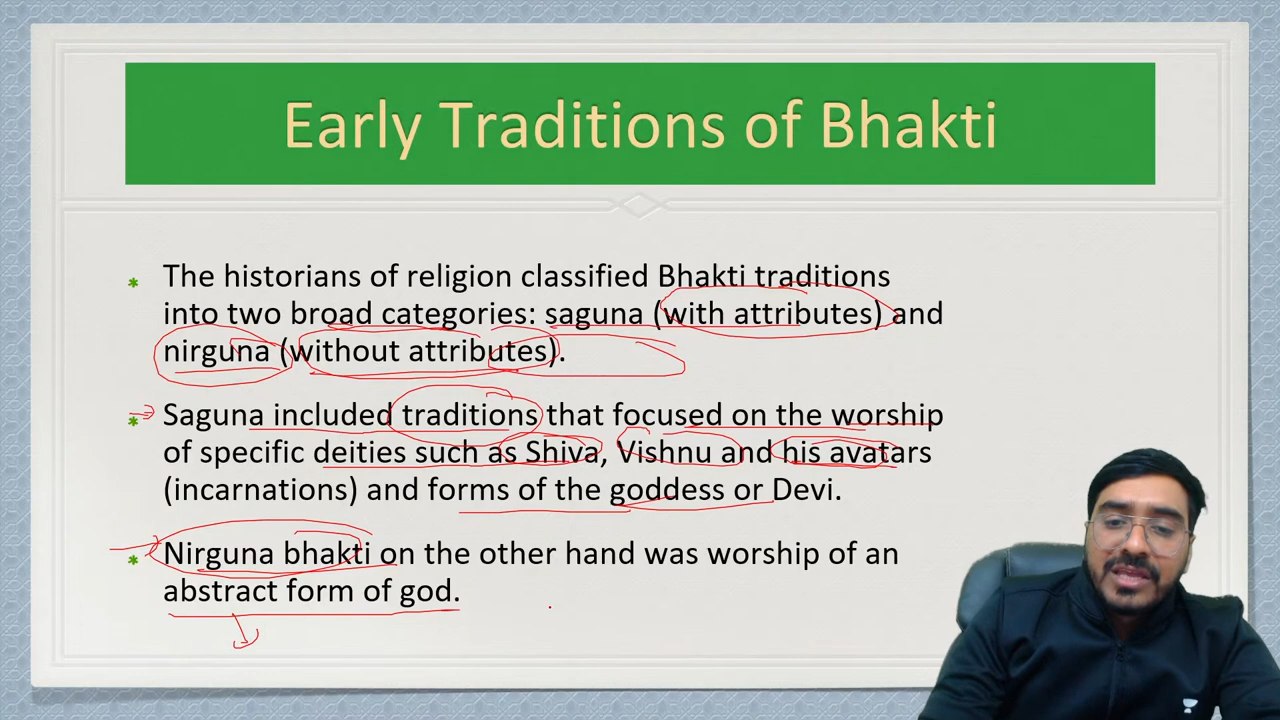 Early Traditions of Bhakti
The historians of religion classified Bhakti traditions
into two broad categories: saguna (with attributes) and
nirguna (without attributes).
Saguna included traditions that focused on the worship
of specific deities such as Shiva, Vishnu and his avatars
(incarnations) and forms of the goddess or Devi.
Nirguna bhakti on the other hand was worship of an
abstract form of god.